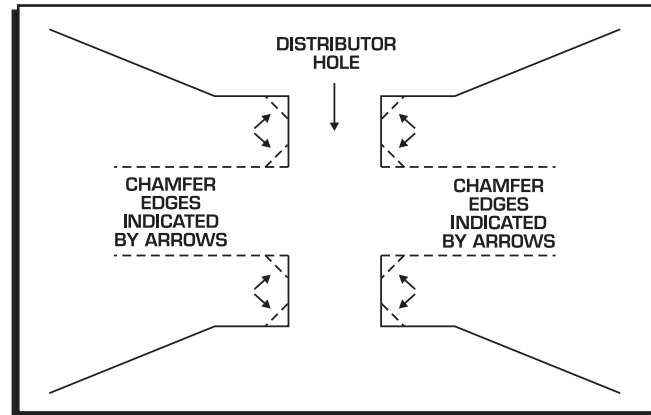 DISTRIBUTOR
HOLE
CHAMFER
EDGES
INDICATED
BY ARROWS
CHAMFER
EDGES
INDICATED
BY ARROWS